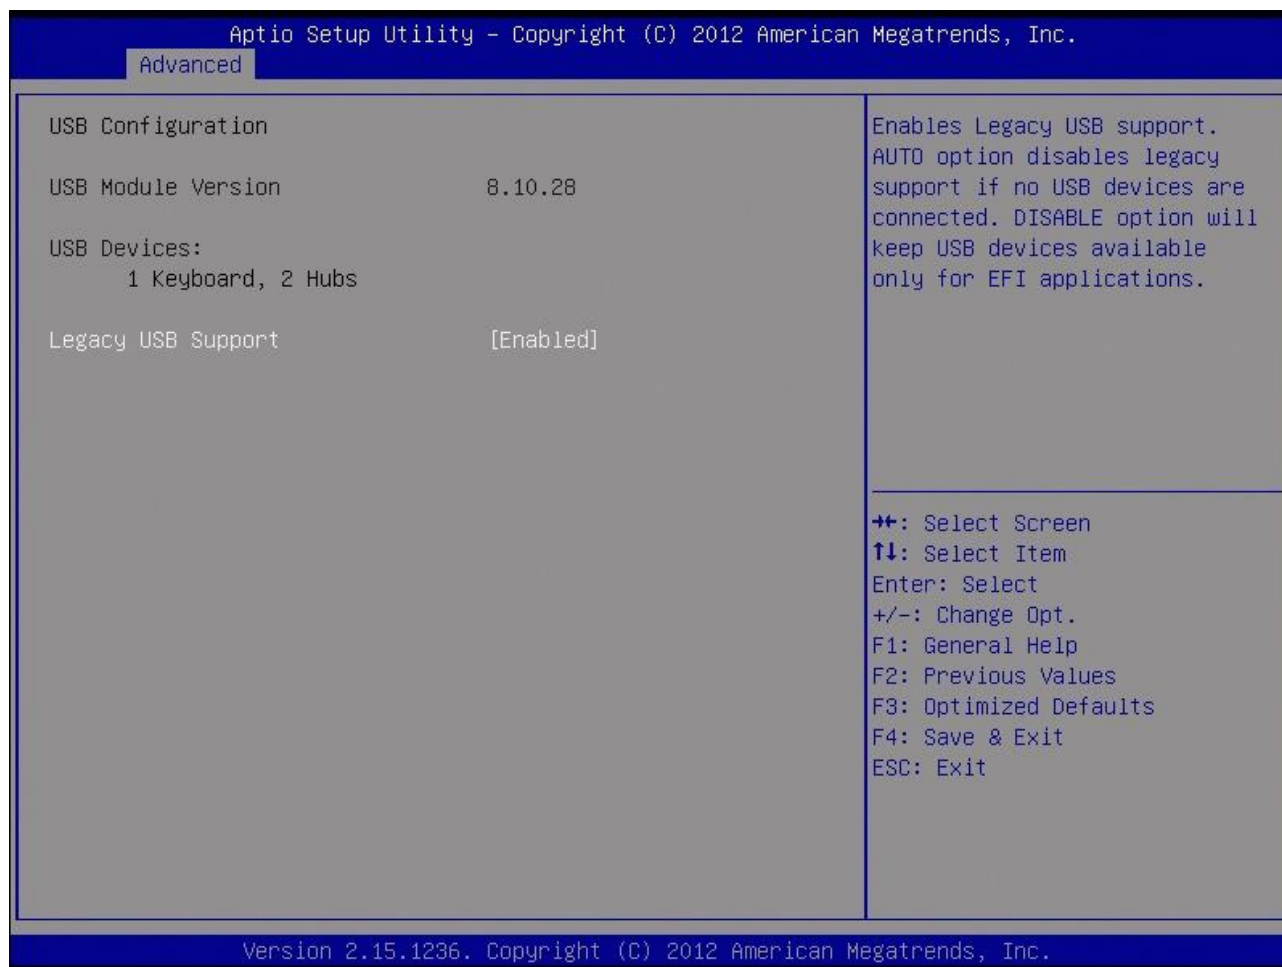 Aptio Setup Utility – Copyright (C) 2012 American Megatrends, Inc.
Advanced
USB Configuration
USB Module Version 8.10.28
USB Devices:
1 Keyboard, 2 Hubs
Legacy USB Support [Enabled]
Enables Legacy USB support.
AUTO option disables legacy
support if no USB devices are
connected. DISABLE option will
keep USB devices available
only for EFI applications.
→←: Select Screen
↑↓: Select Item
Enter: Select
+/-: Change Opt.
F1: General Help
F2: Previous Values
F3: Optimized Defaults
F4: Save & Exit
ESC: Exit
Version 2.15.1236. Copyright (C) 2012 American Megatrends, Inc.